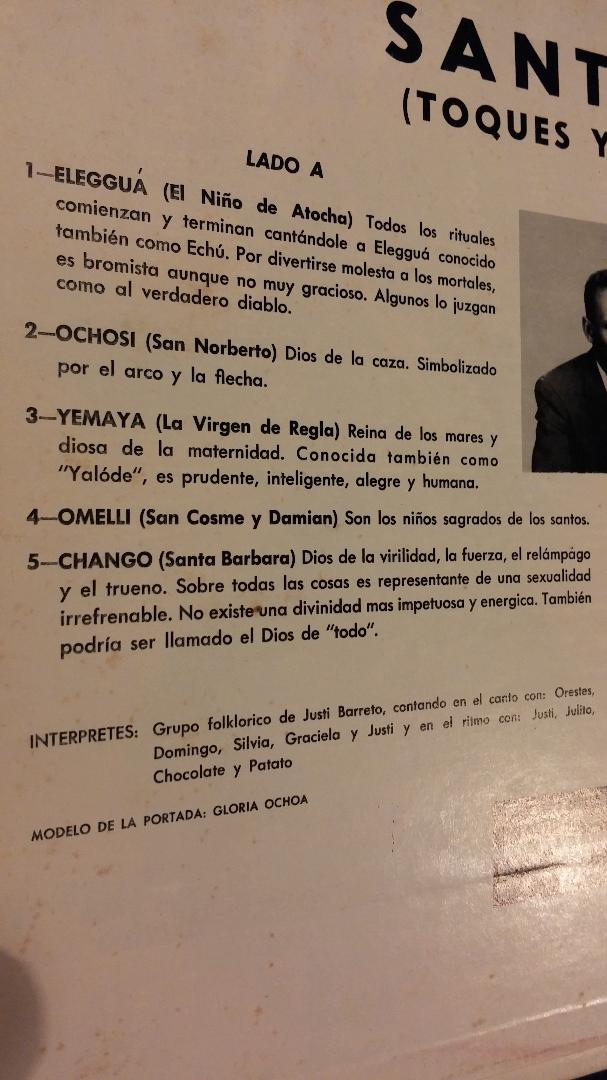 SANT
(TOQUES Y
LADO A
1—ELEGGUÁ (El Niño de Atocha) Todos los rituales
comienzan y terminan cantándole a Eleggua conocido
también como Echú. Por divertirse molesta a los mortales,
es bromista aunque no muy gracioso. Algunos lo juzgan
como al verdadero diablo.
2—OCHOSI (San Norberto) Dios de la caza. Simbolizado
por el arco y la flecha.
3—YEMAYA (La Virgen de Regla) Reina de los mares y
diosa de la maternidad. Conocida también como
"Yalóde", es prudente, inteligente, alegre y humana.
4—OMELLI (San Cosme y Damian) Son los niños sagrados de los santos.
5—CHANGO (Santa Barbara) Dios de la virilidad, la fuerza, el relámpago
y el trueno. Sobre todas las cosas es representante de una sexualidad
irrefrenable. No existe una divinidad mas impetuosa y energica. También
podría ser llamado el Dios de "todo".
INTERPRETES: Grupo folklorico de Justi Barreto, contando en el canto con: Orestes,
Domingo, Silvia, Graciela y Justi y en el ritmo con: Justi, Julito,
Chocolate y Patato
MODELO DE LA PORTADA: GLORIA OCHOA